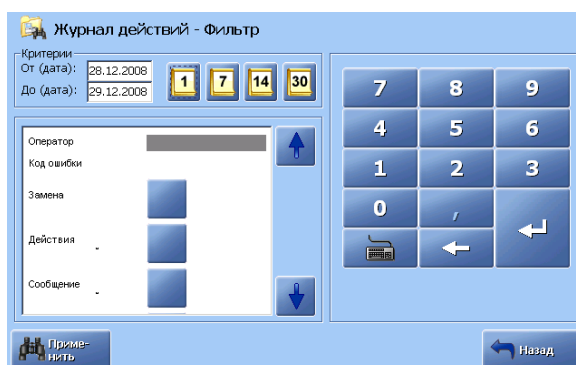 Журнал действий - Фильтр
Критерии
От (дата): 28.12.2008
До (дата): 29.12.2008
1 7 14 30
Оператор
Код ошибки
Замена
Действия -
Сообщение -
7 8 9
4 5 6
1 2 3
0 ,
Приме-
нить
Назад